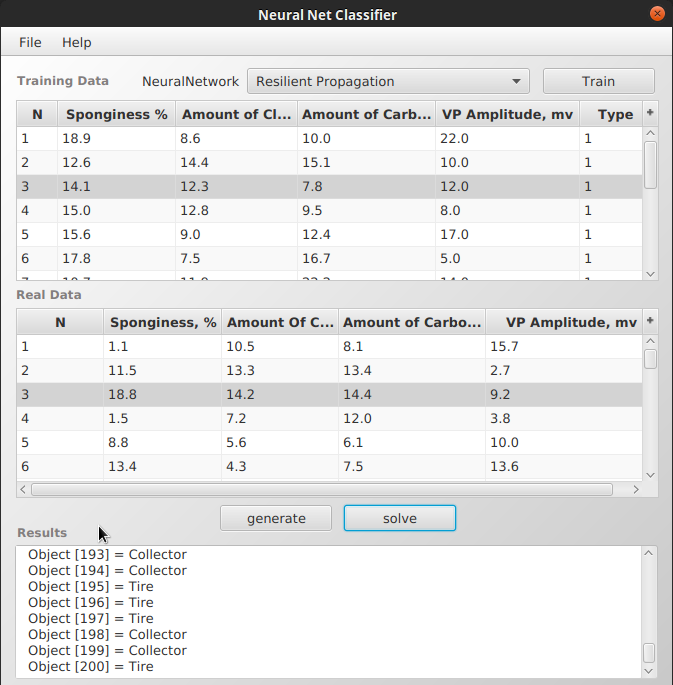 Neural Net Classifier
File Help
Training Data NeuralNetwork Resilient Propagation Train
N Sponginess % Amount of Cl... Amount of Carb... VP Amplitude, mv Type +
1 18.9 8.6 10.0 22.0 1
2 12.6 14.4 15.1 10.0 1
3 14.1 12.3 7.8 12.0 1
4 15.0 12.8 9.5 8.0 1
5 15.6 9.0 12.4 17.0 1
6 17.8 7.5 16.7 5.0 1
Real Data
N Sponginess, % Amount Of C... Amount of Carbo... VP Amplitude, mv +
1 1.1 10.5 8.1 15.7
2 11.5 13.3 13.4 2.7
3 18.8 14.2 14.4 9.2
4 1.5 7.2 12.0 3.8
5 8.8 5.6 6.1 10.0
6 13.4 4.3 7.5 13.6
generate solve
Results
Object [193] = Collector
Object [194] = Collector
Object [195] = Tire
Object [196] = Tire
Object [197] = Tire
Object [198] = Collector
Object [199] = Collector
Object [200] = Tire